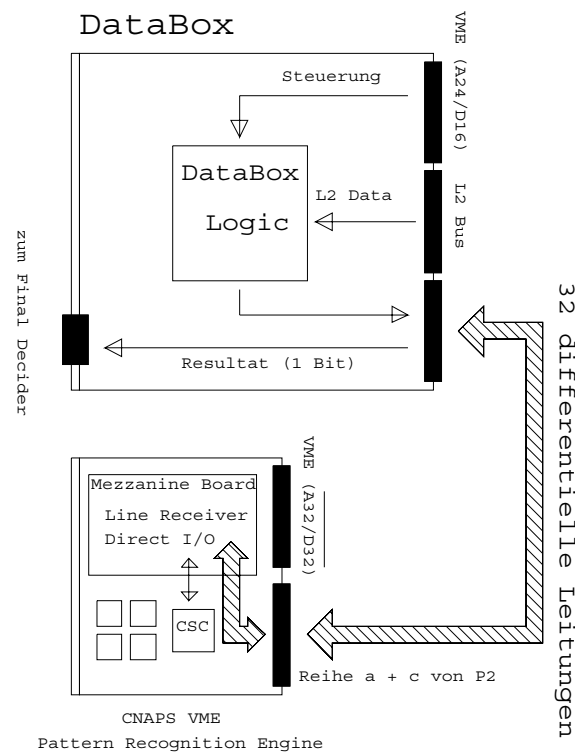 DataBox
VME (A24/D16)
Steuerung
DataBox
Logic
L2 Data
L2 Bus
zum Final Decider
Resultat (1 Bit)
32 differentielle Leitungen
VME (A32/D32)
Mezzanine Board
Line Receiver
Direct I/O
CSC
Reihe a + c von P2
CNAPS VME
Pattern Recognition Engine